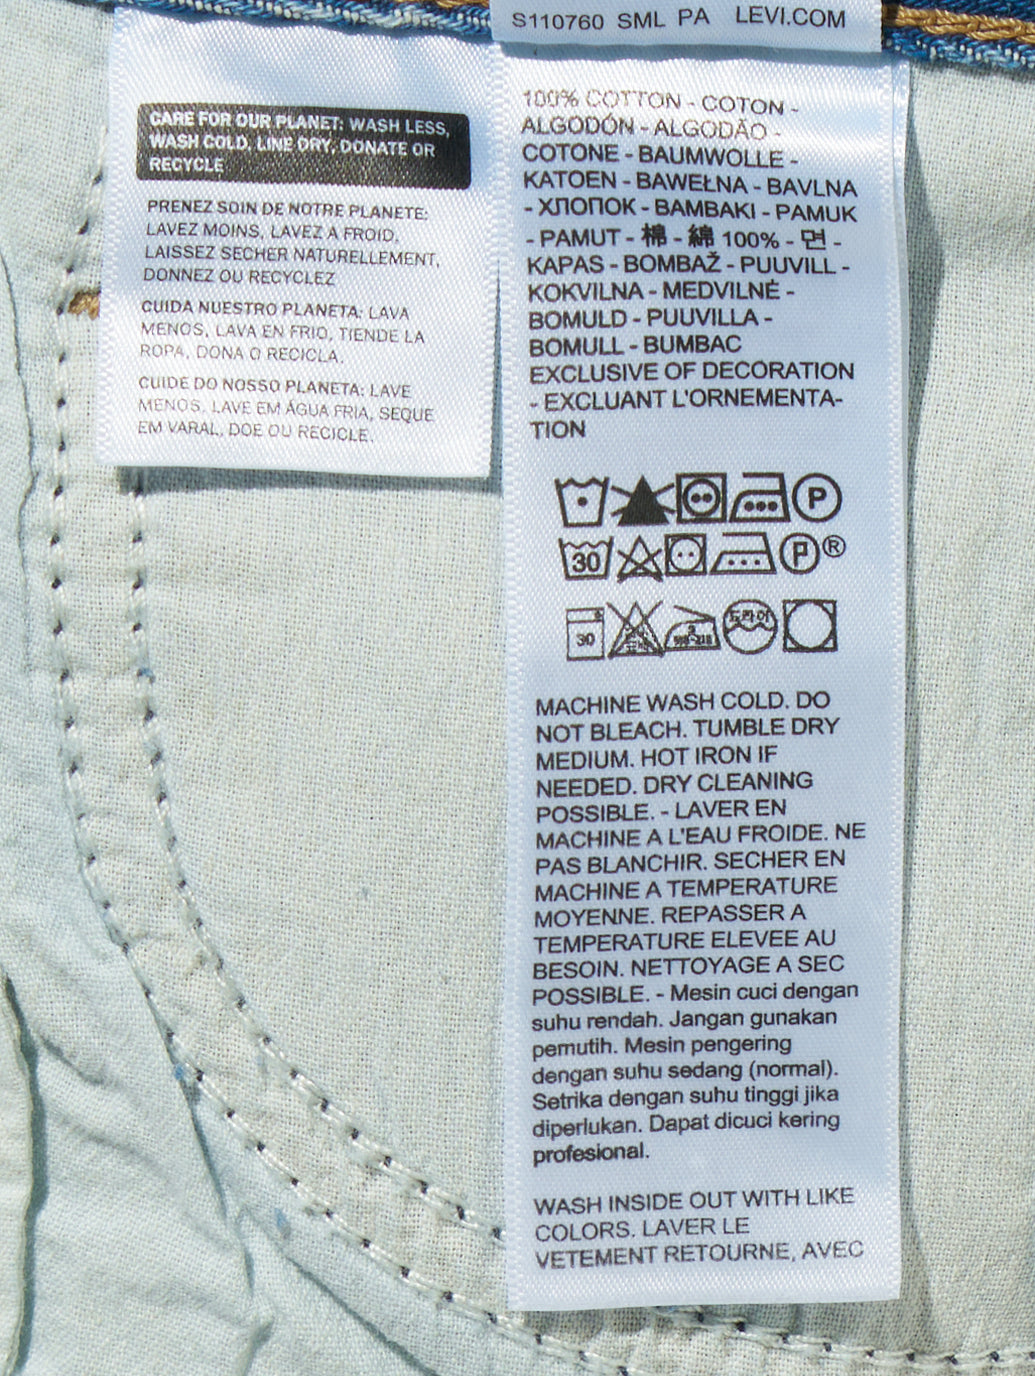 S110760 SML PA LEVI.COM
CARE FOR OUR PLANET: WASH LESS,
WASH COLD, LINE DRY, DONATE OR
RECYCLE
PRENEZ SOIN DE NOTRE PLANETE:
LAVEZ MOINS, LAVEZ A FROID,
LAISSEZ SECHER NATURELLEMENT,
DONNEZ OU RECYCLEZ
CUIDA NUESTRO PLANETA: LAVA
MENOS, LAVA EN FRIO, TIENDE LA
ROPA, DONA O RECICLA.
CUIDE DO NOSSO PLANETA: LAVE
MENOS, LAVE EM ÁGUA FRIA, SEQUE
EM VARAL, DOE OU RECICLE.
100% COTTON - COTON -
ALGODÓN - ALGODÃO -
COTONE - BAUMWOLLE -
KATOEN - BAWEŁNA - BAVLNA
- ХЛОПОК - BAMBAKI - PAMUK
- PAMUT - 棉 - 綿 100% - 면 -
KAPAS - BOMBAŽ - PUUVILL -
KOKVILNA - MEDVILNĖ -
BOMULD - PUUVILLA -
BOMULL - BUMBAC
EXCLUSIVE OF DECORATION
- EXCLUANT L'ORNEMENTA-
TION
P
30 P ®
30 드라이
MACHINE WASH COLD. DO
NOT BLEACH. TUMBLE DRY
MEDIUM. HOT IRON IF
NEEDED. DRY CLEANING
POSSIBLE. - LAVER EN
MACHINE A L'EAU FROIDE. NE
PAS BLANCHIR. SECHER EN
MACHINE A TEMPERATURE
MOYENNE. REPASSER A
TEMPERATURE ELEVEE AU
BESOIN. NETTOYAGE A SEC
POSSIBLE. - Mesin cuci dengan
suhu rendah. Jangan gunakan
pemutih. Mesin pengering
dengan suhu sedang (normal).
Setrika dengan suhu tinggi jika
diperlukan. Dapat dicuci kering
profesional.
WASH INSIDE OUT WITH LIKE
COLORS. LAVER LE
VETEMENT RETOURNE, AVEC